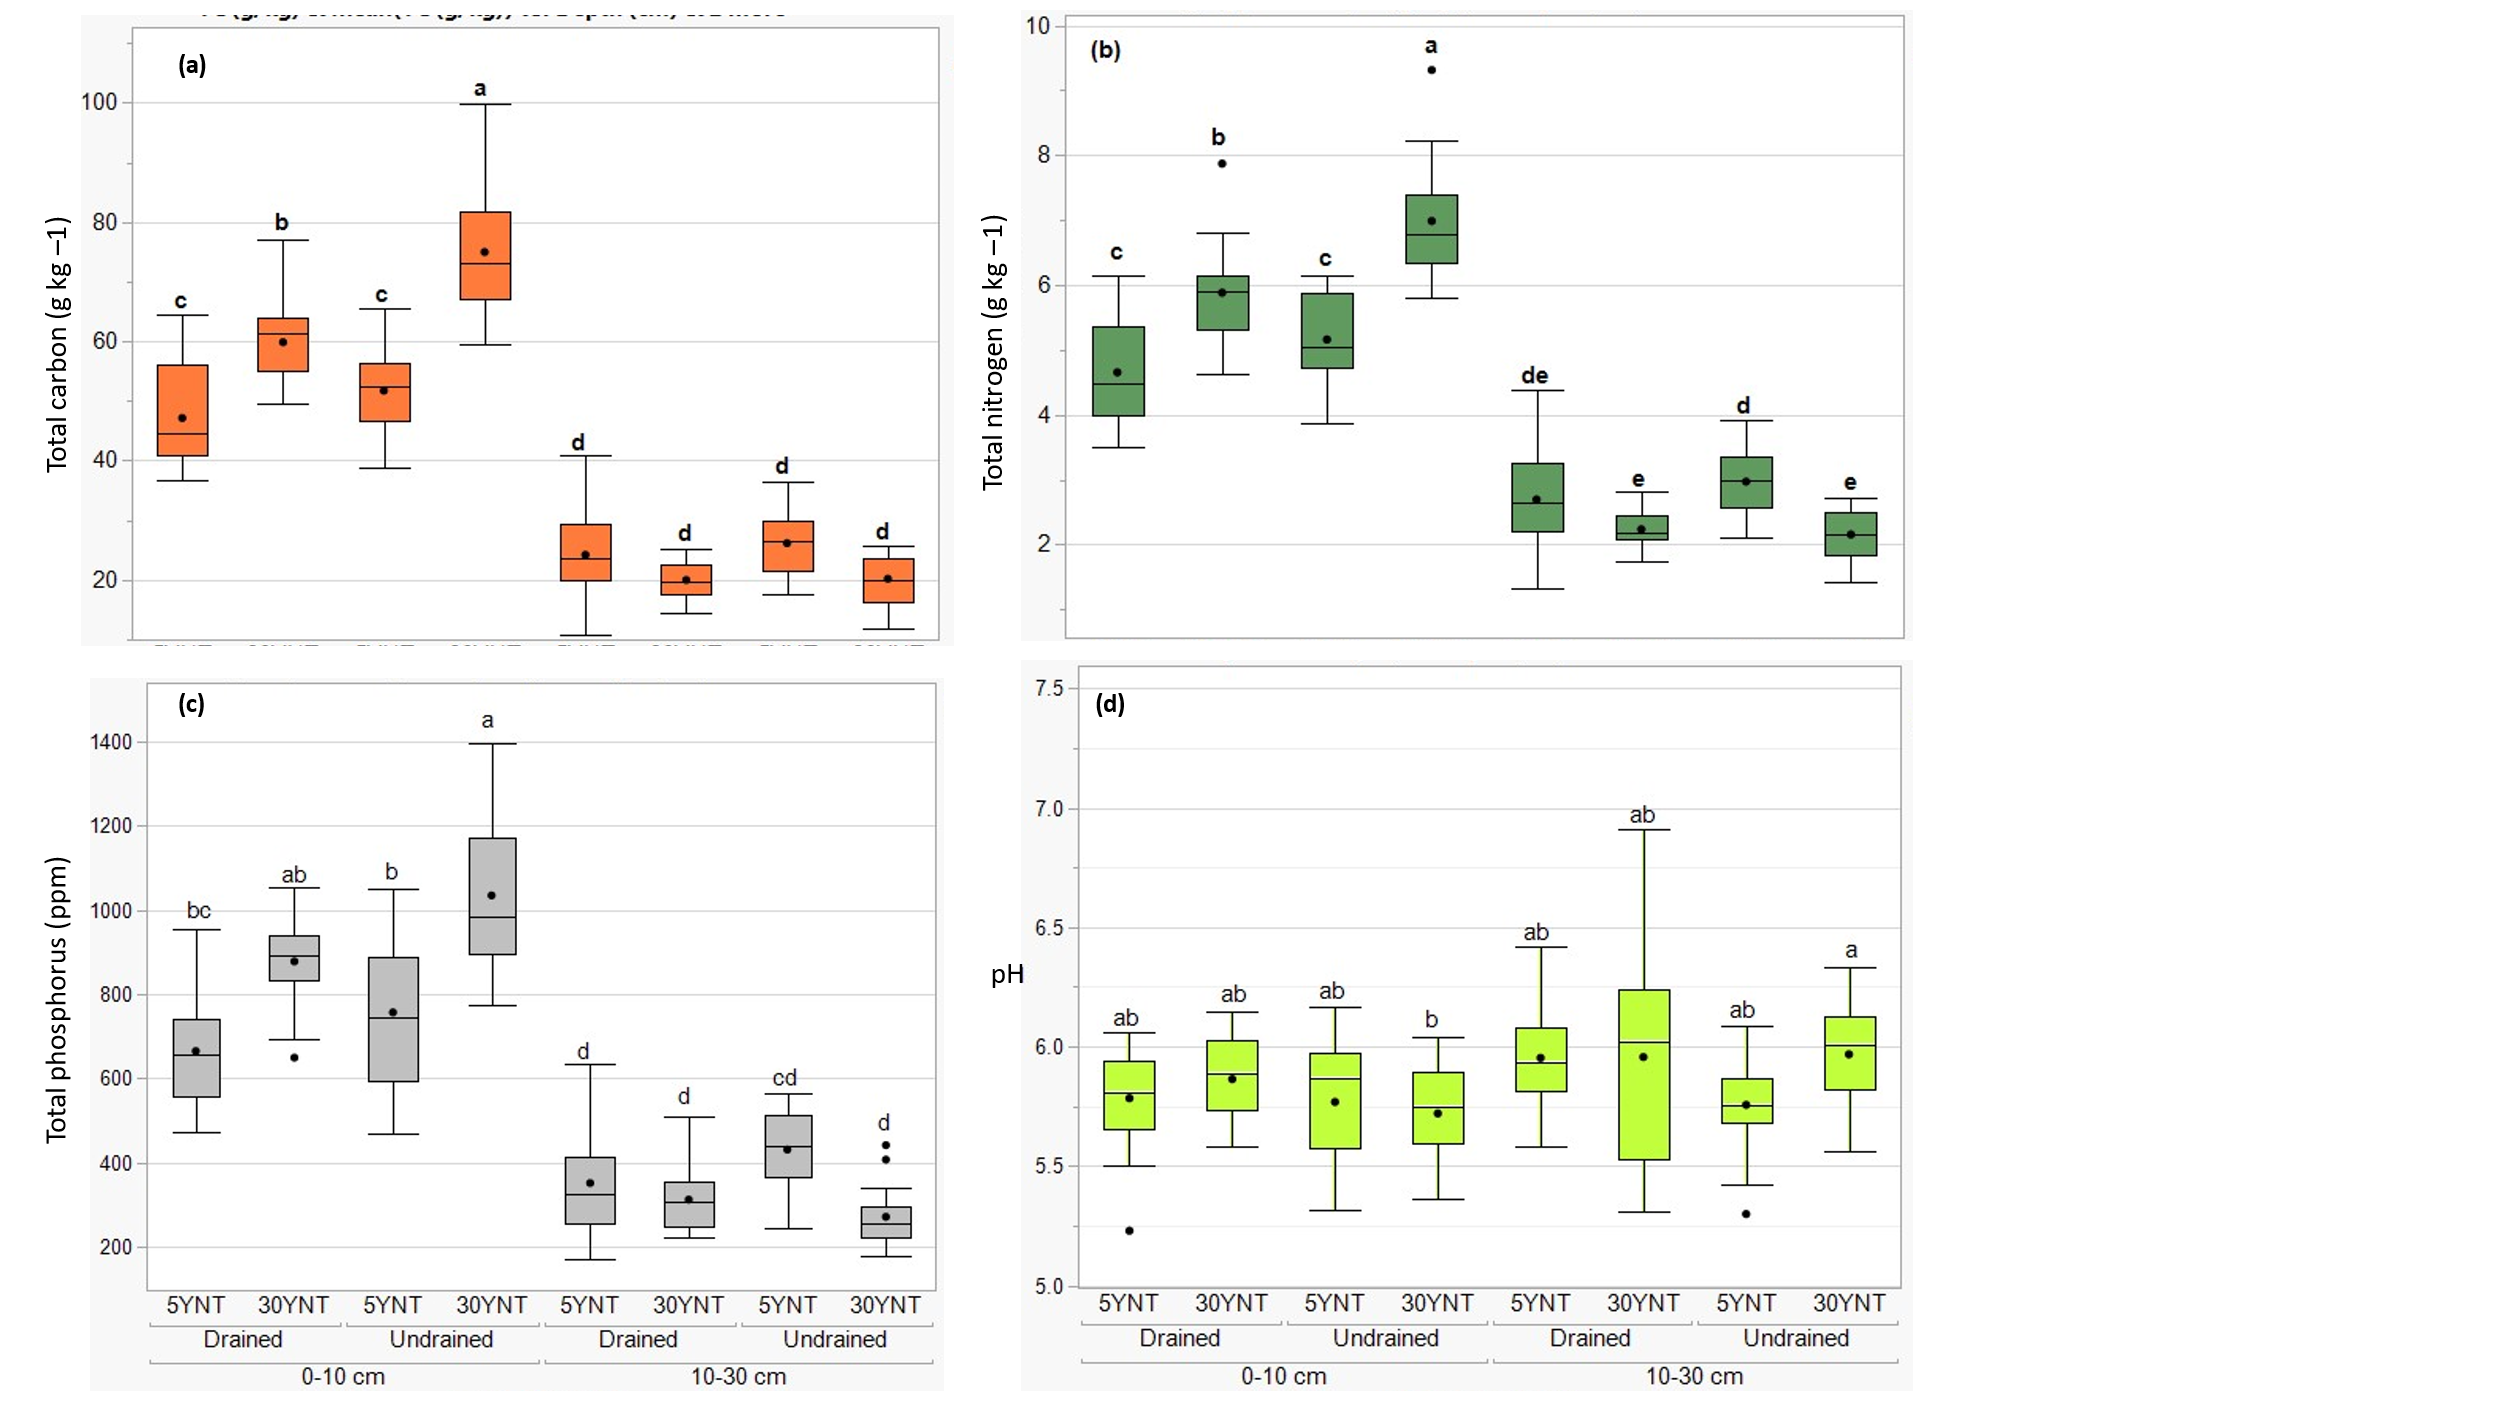 (a)
100
80
60
40
20
Total carbon (g kg –1)
c
b
c
a
d
d
d
d
(b)
10
8
6
4
2
Total nitrogen (g kg –1)
c
b
c
a
de
e
d
e
(c)
1400
1200
1000
800
600
400
200
Total phosphorus (ppm)
bc
ab
b
a
d
d
cd
d
5YNT 30YNT 5YNT 30YNT 5YNT 30YNT 5YNT 30YNT
Drained Undrained Drained Undrained
0-10 cm 10-30 cm
(d)
7.5
7.0
6.5
6.0
5.5
5.0
pH
ab
ab
ab
b
ab
ab
ab
a
5YNT 30YNT 5YNT 30YNT 5YNT 30YNT 5YNT 30YNT
Drained Undrained Drained Undrained
0-10 cm 10-30 cm